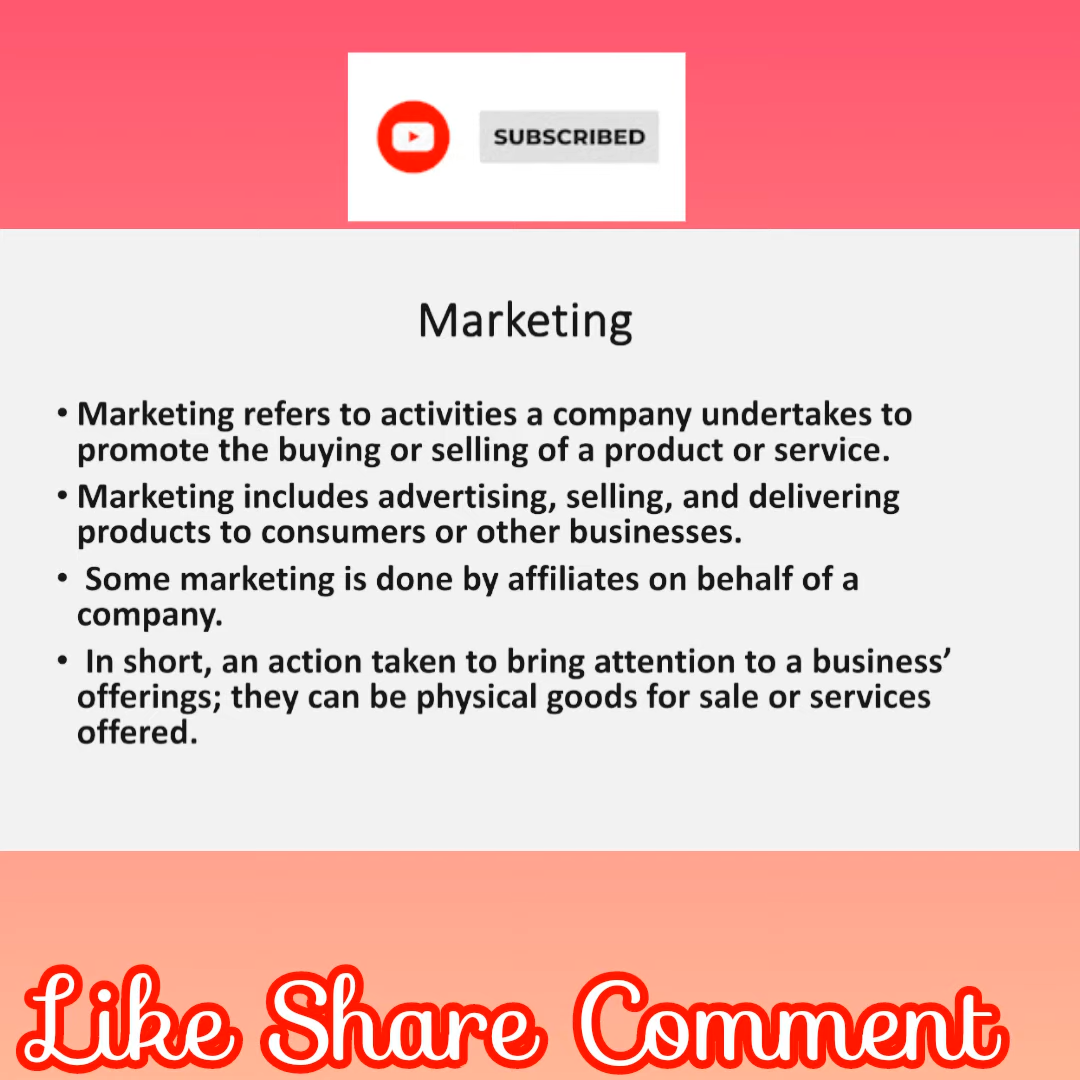 SUBSCRIBED
Marketing
• Marketing refers to activities a company undertakes to
promote the buying or selling of a product or service.
• Marketing includes advertising, selling, and delivering
products to consumers or other businesses.
• Some marketing is done by affiliates on behalf of a
company.
• In short, an action taken to bring attention to a business’
offerings; they can be physical goods for sale or services
offered.
Like Share Comment